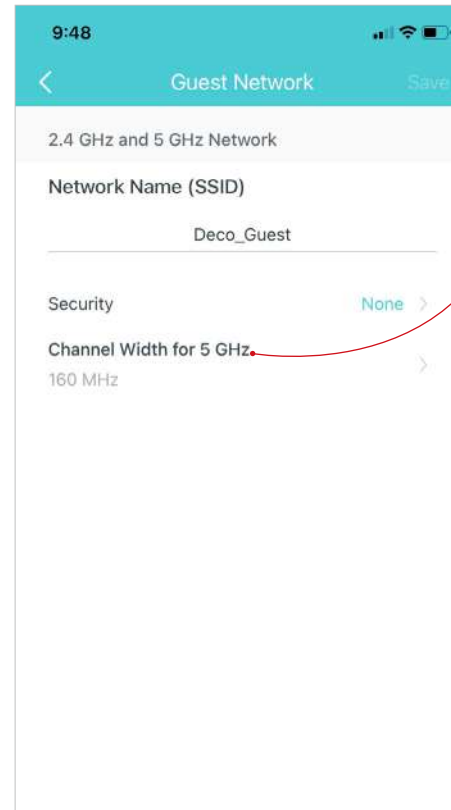 9:48
Guest Network Save
2.4 GHz and 5 GHz Network
Network Name (SSID)
Deco_Guest
Security None
Channel Width for 5 GHz
160 MHz